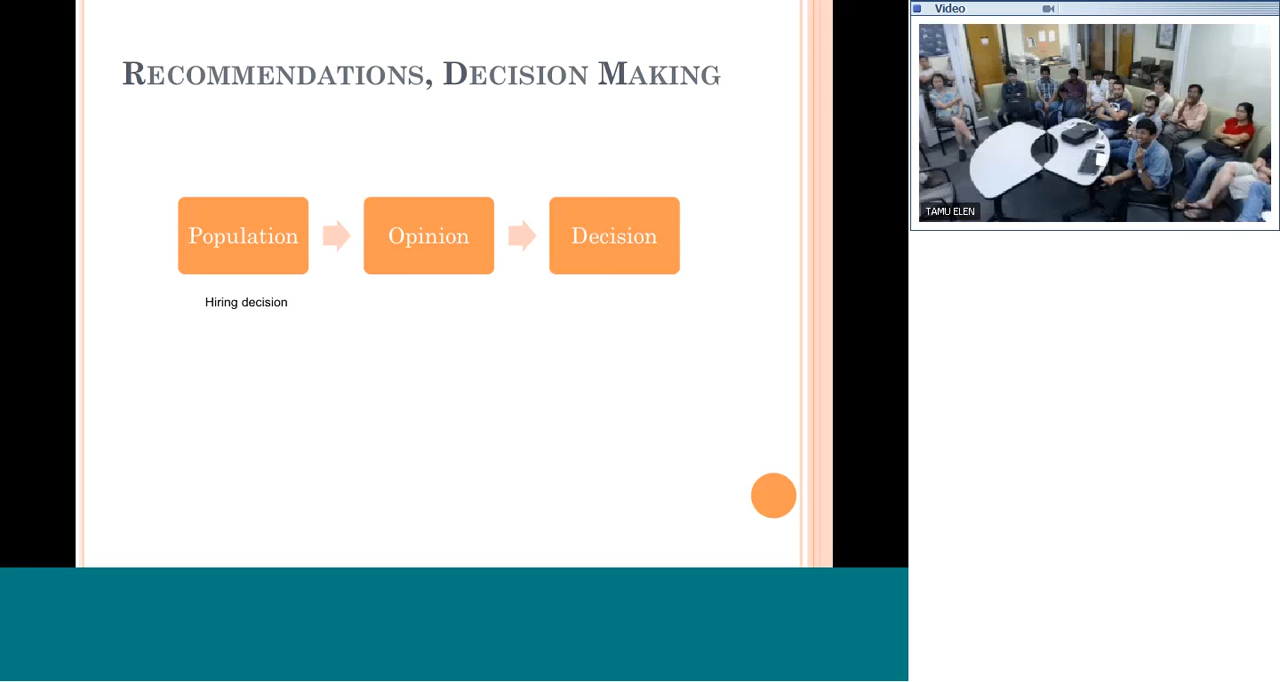 Video
RECOMMENDATIONS, DECISION MAKING
Population
Opinion
Decision
Hiring decision
TAMU ELEN